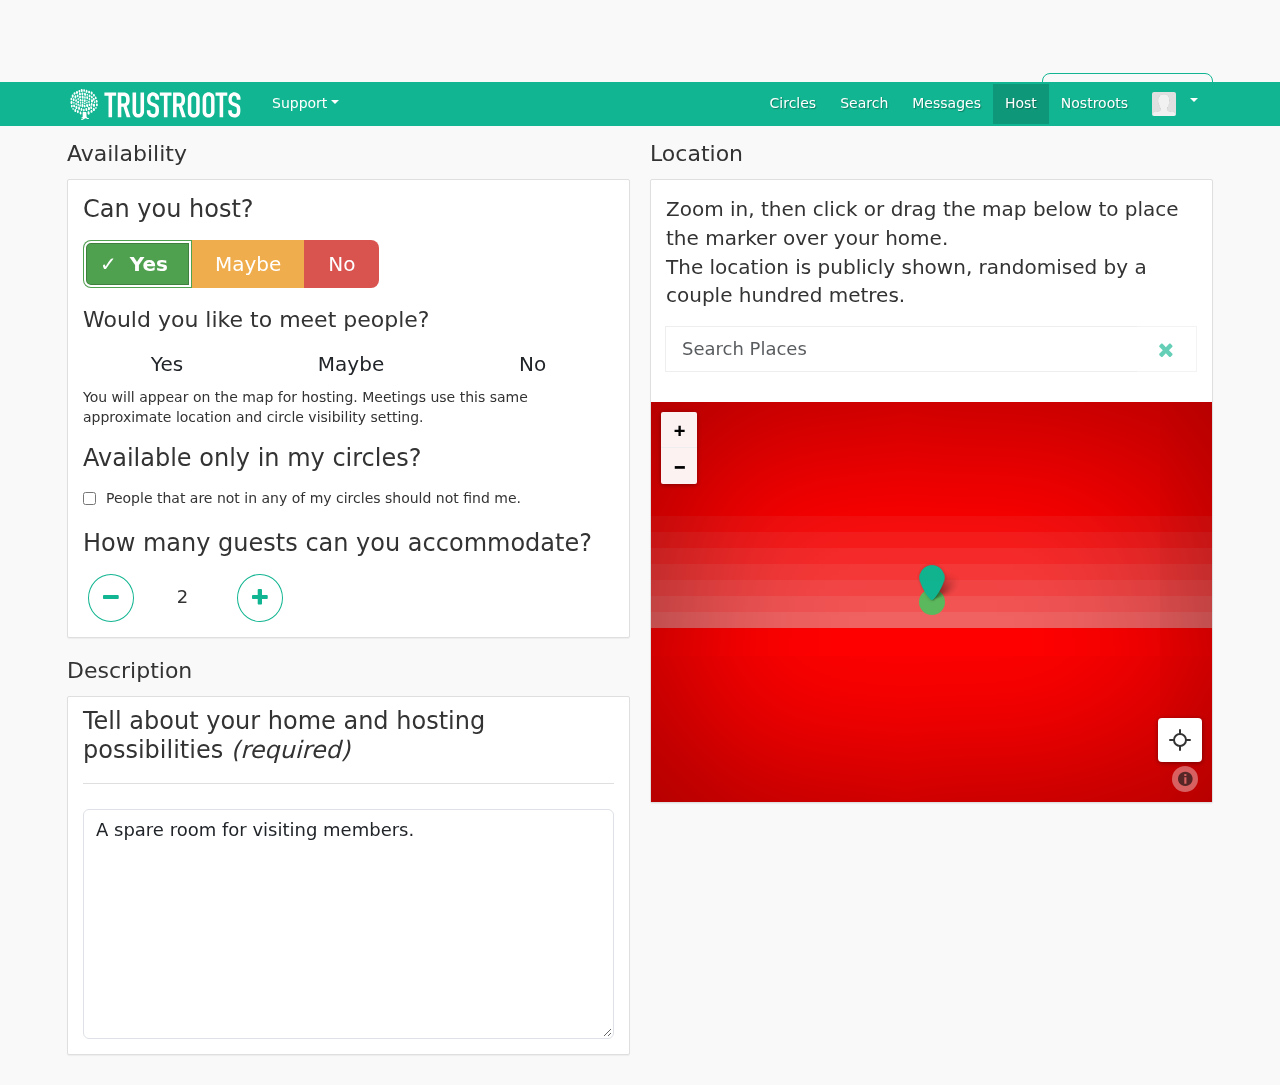 TRUSTROOTS
Support
Circles
Search
Messages
Host
Nostroots
Availability
Can you host?
✓ Yes
Maybe
No
Would you like to meet people?
Yes
Maybe
No
You will appear on the map for hosting. Meetings use this same
approximate location and circle visibility setting.
Available only in my circles?
People that are not in any of my circles should not find me.
How many guests can you accommodate?
2
Description
Tell about your home and hosting
possibilities (required)
A spare room for visiting members.
Location
Zoom in, then click or drag the map below to place
the marker over your home.
The location is publicly shown, randomised by a
couple hundred metres.
Search Places
+
−